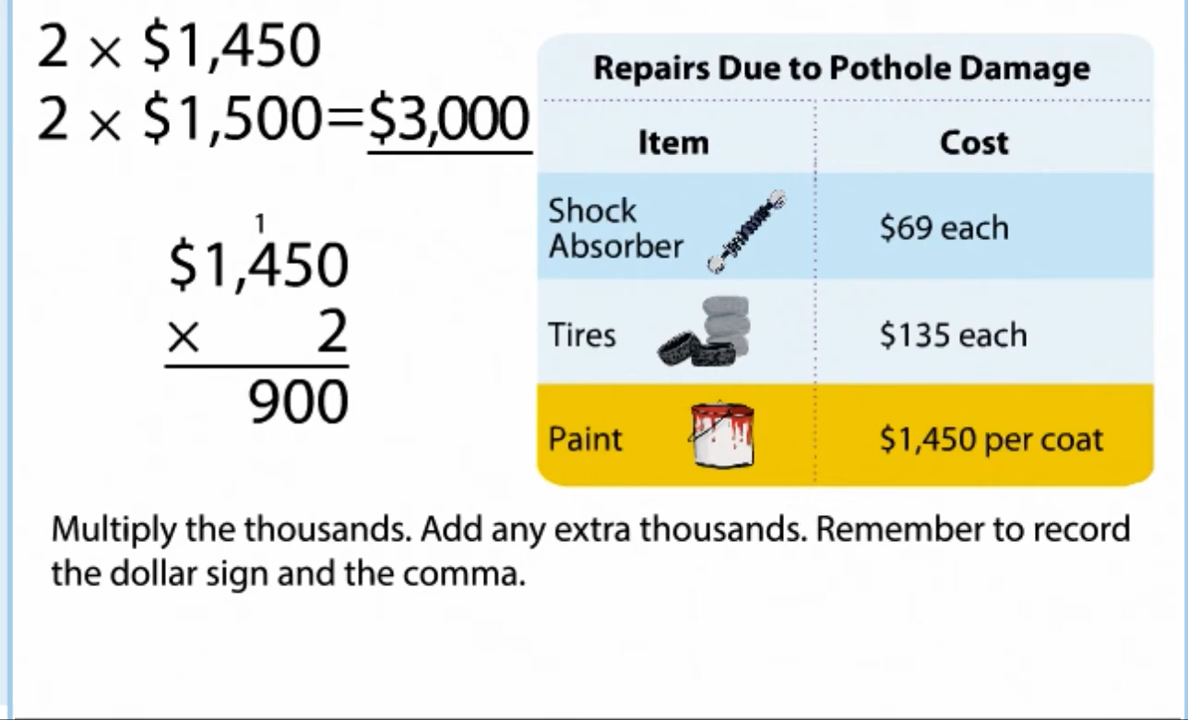 2 × $1,450
2 × $1,500=$3,000
1
$1,450
× 2
900
Repairs Due to Pothole Damage
Item Cost
Shock
Absorber
$69 each
Tires $135 each
Paint $1,450 per coat
Multiply the thousands. Add any extra thousands. Remember to record
the dollar sign and the comma.